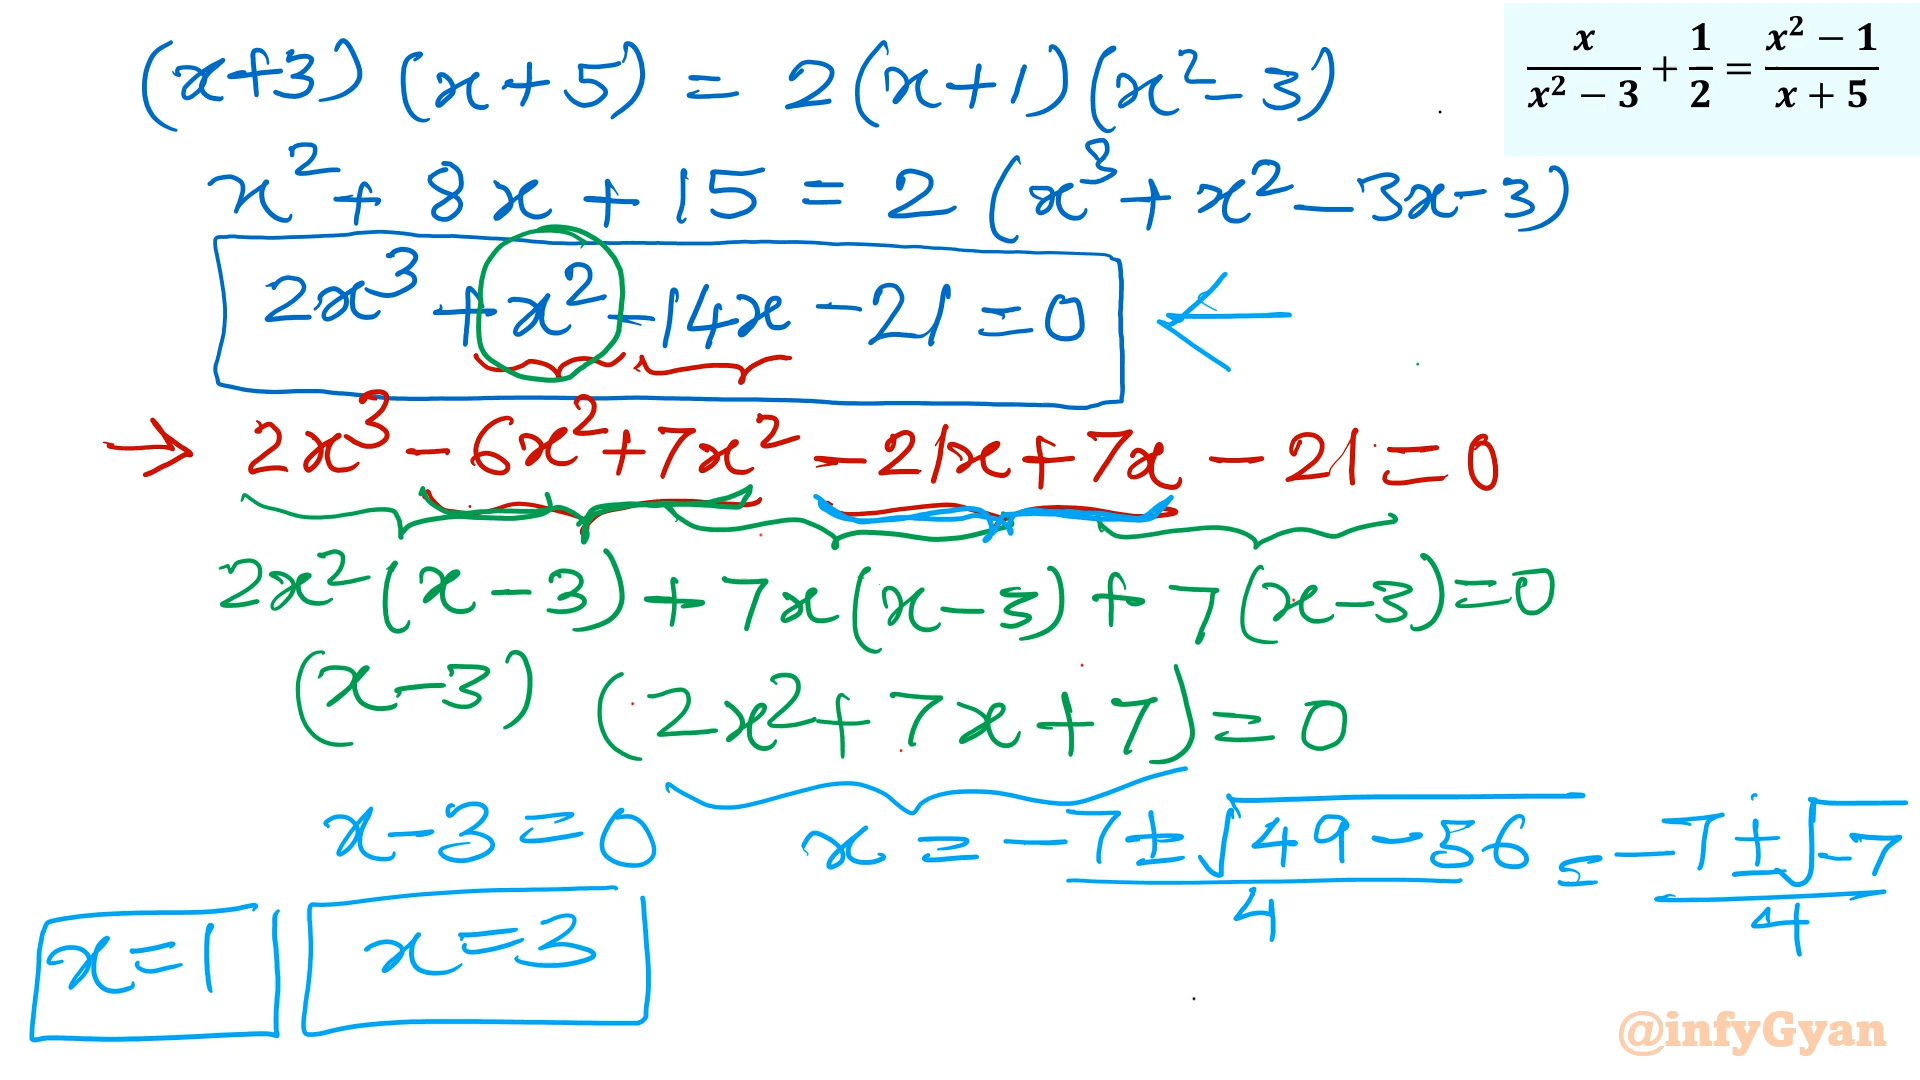 x/(x² − 3) + 1/2 = (x² − 1)/(x + 5)
(x+3) (x+5) = 2(x+1)(x²−3)
x² + 8x + 15 = 2 (x³ + x² − 3x − 3)
2x³ + x² − 14x − 21 = 0
→ 2x³ − 6x² + 7x² − 21x + 7x − 21 = 0
2x² (x − 3) + 7x (x − 3) + 7 (x − 3) = 0
(x − 3) (2x² + 7x + 7) = 0
x − 3 = 0 x = (−7 ± √(49 − 56))/4 = (−7 ± √−7)/4
x = 1 x = 3
@infyGyan